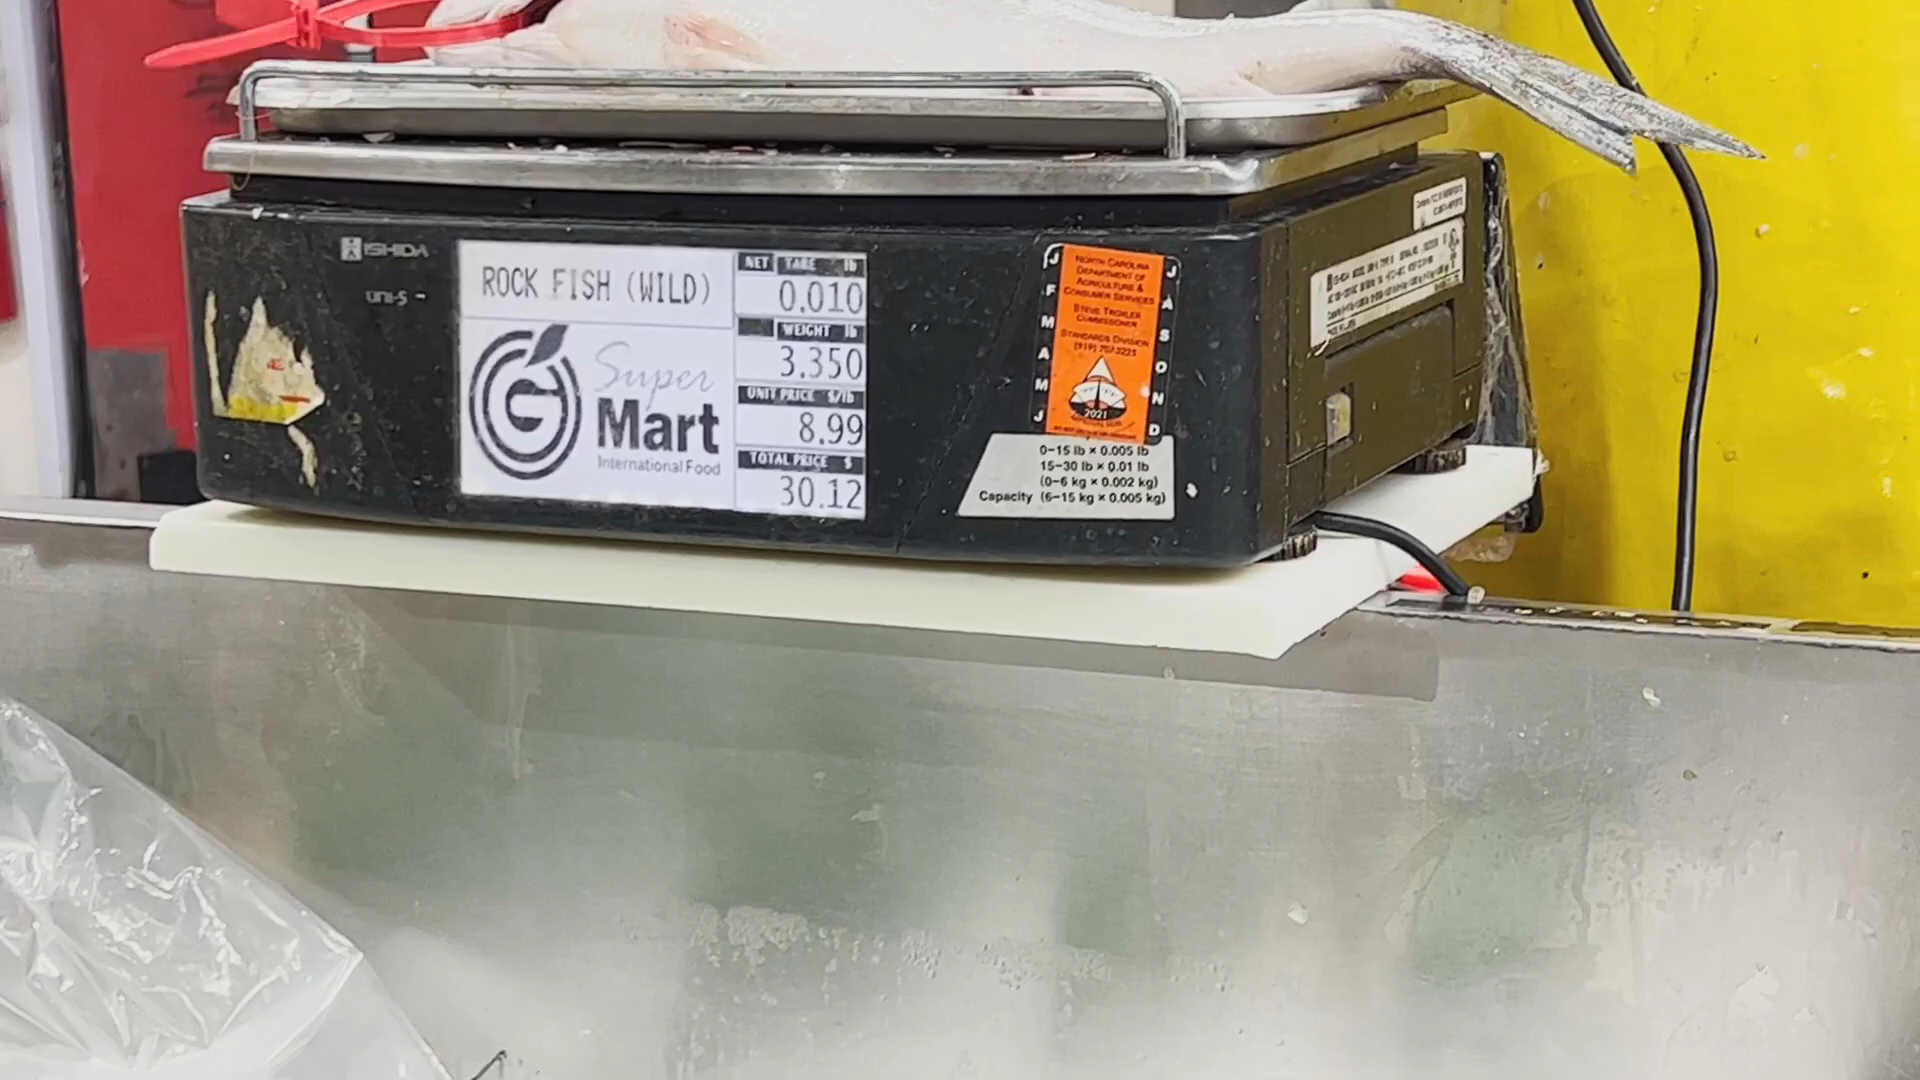 ISHIDA
UNI-5
ROCK FISH (WILD)
Super
Mart
International Food
NET TARE lb
0.010
WEIGHT lb
3.350
UNIT PRICE $/lb
8.99
TOTAL PRICE $
30.12
J F M A M J
NORTH CAROLINA
DEPARTMENT OF
AGRICULTURE &
CONSUMER SERVICES
STEVE TROXLER
COMMISSIONER
STANDARDS DIVISION
2021
J A S O N D
0-15 lb × 0.005 lb
15-30 lb × 0.01 lb
(0-6 kg × 0.002 kg)
Capacity (6-15 kg × 0.005 kg)